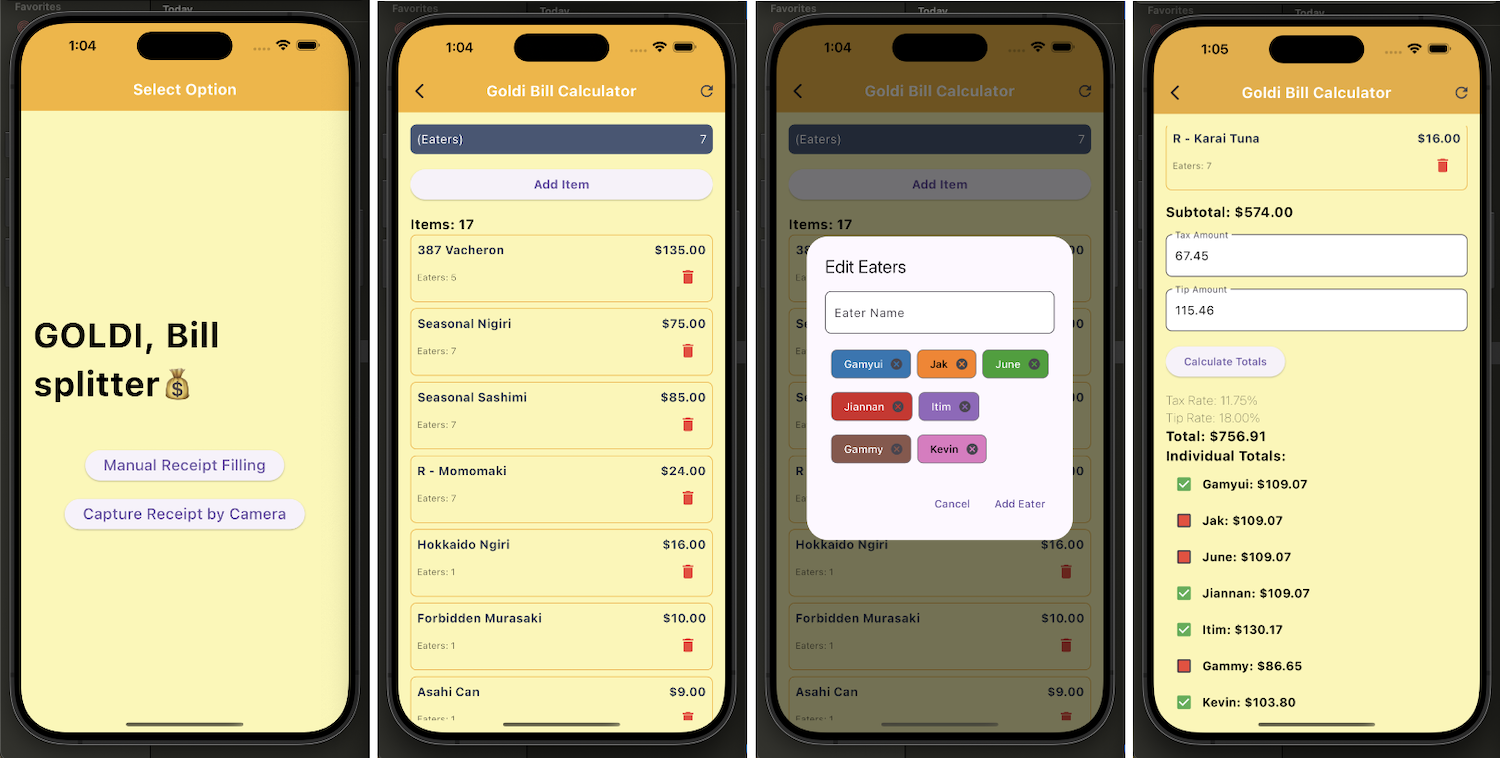 Favorites
Today
1:04
Select Option
GOLDI, Bill
splitter💰
Manual Receipt Filling
Capture Receipt by Camera
Favorites
Today
1:04
Goldi Bill Calculator
(Eaters) 7
Add Item
Items: 17
387 Vacheron $135.00
Eaters: 5
Seasonal Nigiri $75.00
Eaters: 7
Seasonal Sashimi $85.00
Eaters: 7
R - Momomaki $24.00
Eaters: 7
Hokkaido Ngiri $16.00
Eaters: 1
Forbidden Murasaki $10.00
Eaters: 1
Asahi Can $9.00
Eaters: 1
Favorites
Today
1:04
Goldi Bill Calculator
(Eaters) 7
Add Item
Items: 17
Edit Eaters
Eater Name
Gamyui Jak June
Jiannan Itim
Gammy Kevin
Cancel Add Eater
Hokkaido Ngiri $16.00
Eaters: 1
Forbidden Murasaki $10.00
Eaters: 1
Asahi Can $9.00
Eaters: 1
Favorites
Today
1:05
Goldi Bill Calculator
R - Karai Tuna $16.00
Eaters: 7
Subtotal: $574.00
Tax Amount
67.45
Tip Amount
115.46
Calculate Totals
Tax Rate: 11.75%
Tip Rate: 18.00%
Total: $756.91
Individual Totals:
Gamyui: $109.07
Jak: $109.07
June: $109.07
Jiannan: $109.07
Itim: $130.17
Gammy: $86.65
Kevin: $103.80